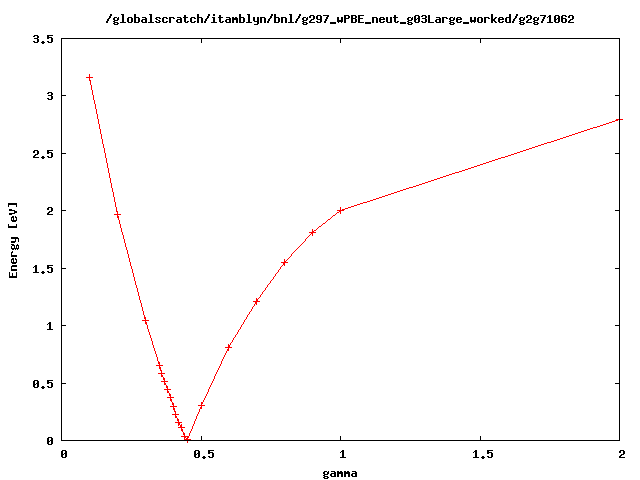 /globalscratch/itamblyn/bnl/g297_wPBE_neut_g03Large_worked/g2g71062
3.5
3
2.5
2
1.5
1
0.5
0
Energy [eV]
0 0.5 1 1.5 2
gamma